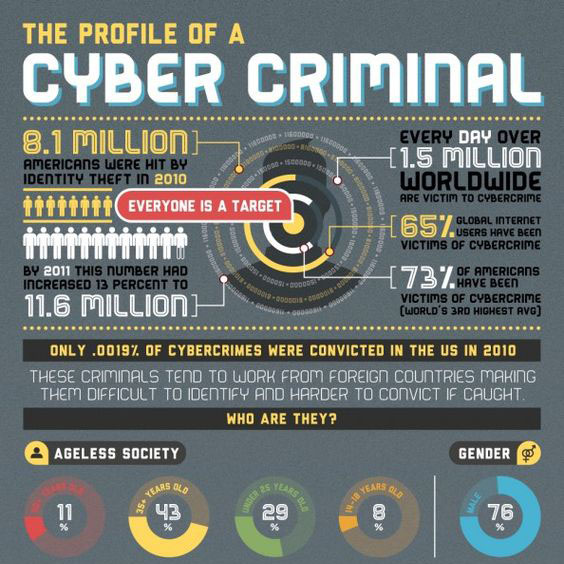 THE PROFILE OF A
CYBER CRIMINAL
8.1 MILLION
AMERICANS WERE HIT BY
IDENTITY THEFT IN 2010
EVERYONE IS A TARGET
BY 2011 THIS NUMBER HAD
INCREASED 13 PERCENT TO
11.6 MILLION
EVERY DAY OVER
1.5 MILLION
WORLDWIDE
ARE VICTIM TO CYBERCRIME
65% GLOBAL INTERNET
USERS HAVE BEEN
VICTIMS OF CYBERCRIME
73% OF AMERICANS
HAVE BEEN
VICTIMS OF CYBERCRIME
(WORLD'S 3RD HIGHEST AVG)
ONLY .0019% OF CYBERCRIMES WERE CONVICTED IN THE US IN 2010
THESE CRIMINALS TEND TO WORK FROM FOREIGN COUNTRIES MAKING
THEM DIFFICULT TO IDENTIFY AND HARDER TO CONVICT IF CAUGHT.
WHO ARE THEY?
AGELESS SOCIETY
GENDER
YEARS OLD
11
%
35+ YEARS OLD
43
%
UNDER 25 YEARS OLD
29
%
14-18 YEARS OLD
8
%
MALE
76
%